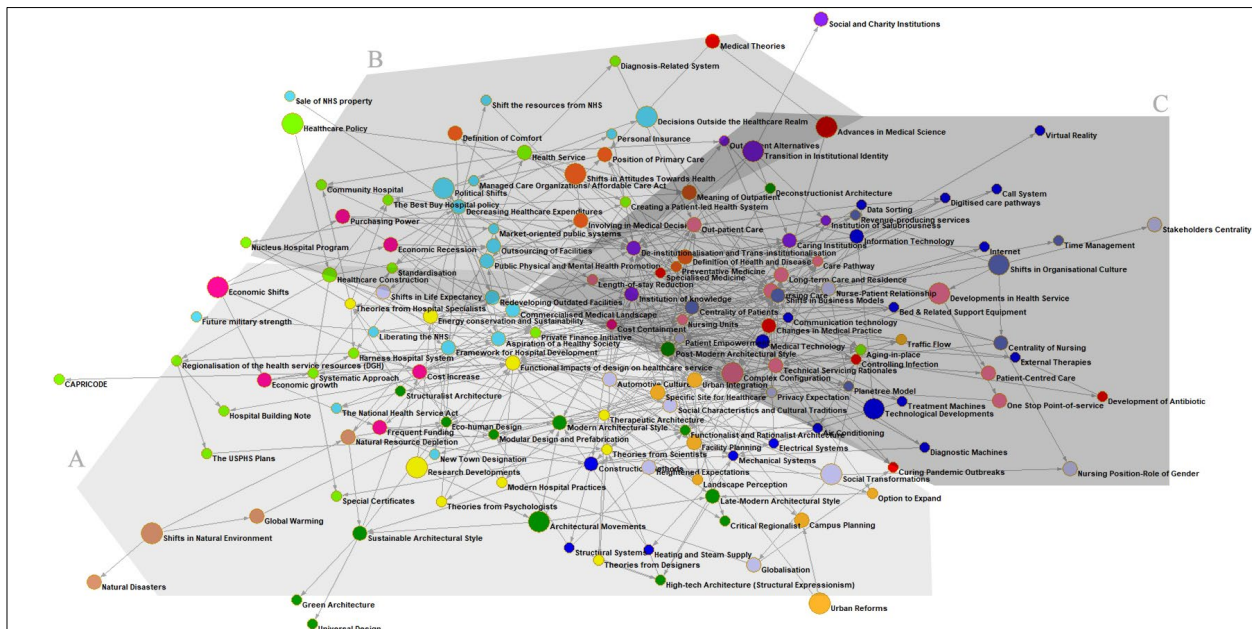 Social and Charity Institutions
Medical Theories
B
Diagnosis-Related System
Sale of NHS property
Shift the resources from NHS
C
Healthcare Policy
Decisions Outside the Healthcare Realm
Advances in Medical Science
Virtual Reality
Definition of Comfort
Personal Insurance
Health Service
Position of Primary Care
Transition in Institutional Identity
Shifts in Attitudes Towards Health
Managed Care Organizations/ Affordable Care Act
Community Hospital
Political Shifts
Deconstructionist Architecture
Call System
Meaning of Outpatient
Digitised care pathways
The Best Buy Hospital policy
Creating a Patient-led Health System
Decreasing Healthcare Expenditures
Data Sorting
Purchasing Power
Revenue-producing services
Involving in Medical
Out-patient Care
Institution of Salubriousness
Stakeholders Centrality
Market-oriented public systems
Information Technology
Nucleus Hospital Program
Economic Recession
Outsourcing of Facilities
Caring Institutions
Time Management
De-institutionalisation and Trans-institutionalisation
Internet
Definition of Health and Disease
Care Pathway
Public Physical and Mental Health Promotion
Standardisation
Preventative Medicine
Shifts in Organisational Culture
Healthcare Construction
Specialised Medicine
Long-term Care and Residence
Length-of-stay Reduction
Economic Shifts
Nurse-Patient Relationship
Nursing Care
Developments in Health Service
Shifts in Life Expectancy
Institution of knowledge
Shifts in Business Models
Redeveloping Outdated Facilities
Theories from Hospital Specialists
Centrality of Patients
Bed & Related Support Equipment
Commercialised Medical Landscape
Future military strength
Energy conservation and Sustainability
Communication technology
Nursing Units
Cost Containment
Changes in Medical Practice
Liberating the NHS
Private Finance Initiative
Patient Empowerment
Medical Technology
Traffic Flow
Centrality of Nursing
Aspiration of a Healthy Society
Framework for Hospital Development
Post-Modern Architectural Style
Aging-in-place
Harness Hospital System
External Therapies
Regionalisation of the health service resources (DGH)
Functional Impacts of design on healthcare service
Controlling Infection
Technical Servicing Rationales
Systematic Approach
Cost Increase
Complex Configuration
Patient-Centred Care
CAPRICODE
Economic growth
Automotive Culture
Urban Integration
Structuralist Architecture
Specific Site for Healthcare
Privacy Expectation
Planetree Model
Development of Antibiotic
Treatment Machines
One Stop Point-of-service
Hospital Building Note
The National Health Service Act
Social Characteristics and Cultural Traditions
Technological Developments
Therapeutic Architecture
Eco-human Design
Modern Architectural Style
Frequent Funding
Air Conditioning
Functionalist and Rationalist Architecture
Natural Resource Depletion
Modular Design and Prefabrication
Facility Planning
Electrical Systems
Diagnostic Machines
The USPHS Plans
New Town Designation
Theories from Scientists
Mechanical Systems
A
Research Developments
Construction Methods
Heightened Expectations
Curing Pandemic Outbreaks
Nursing Position-Role of Gender
Social Transformations
Modern Hospital Practices
Landscape Perception
Option to Expand
Special Certificates
Theories from Psychologists
Late-Modern Architectural Style
Global Warming
Architectural Movements
Critical Regionalist
Campus Planning
Shifts in Natural Environment
Sustainable Architectural Style
Structural Systems
Heating and Steam Supply
Theories from Designers
Globalisation
Natural Disasters
High-tech Architecture (Structural Expressionism)
Green Architecture
Urban Reforms
Universal Design